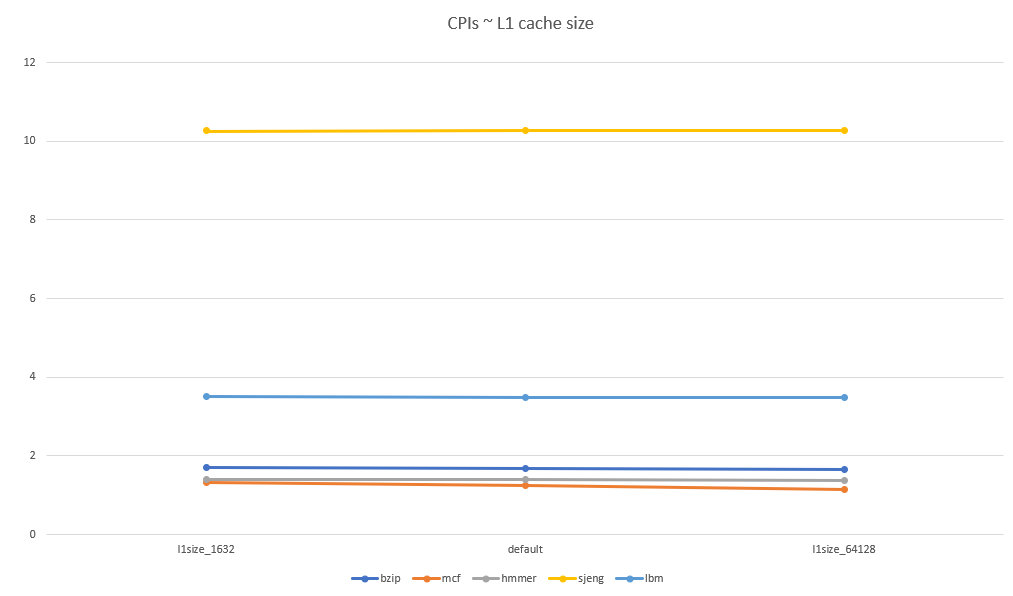 CPIs ~ L1 cache size
12
10
8
6
4
2
0
l1size_1632 default l1size_64128
bzip mcf hmmer sjeng lbm